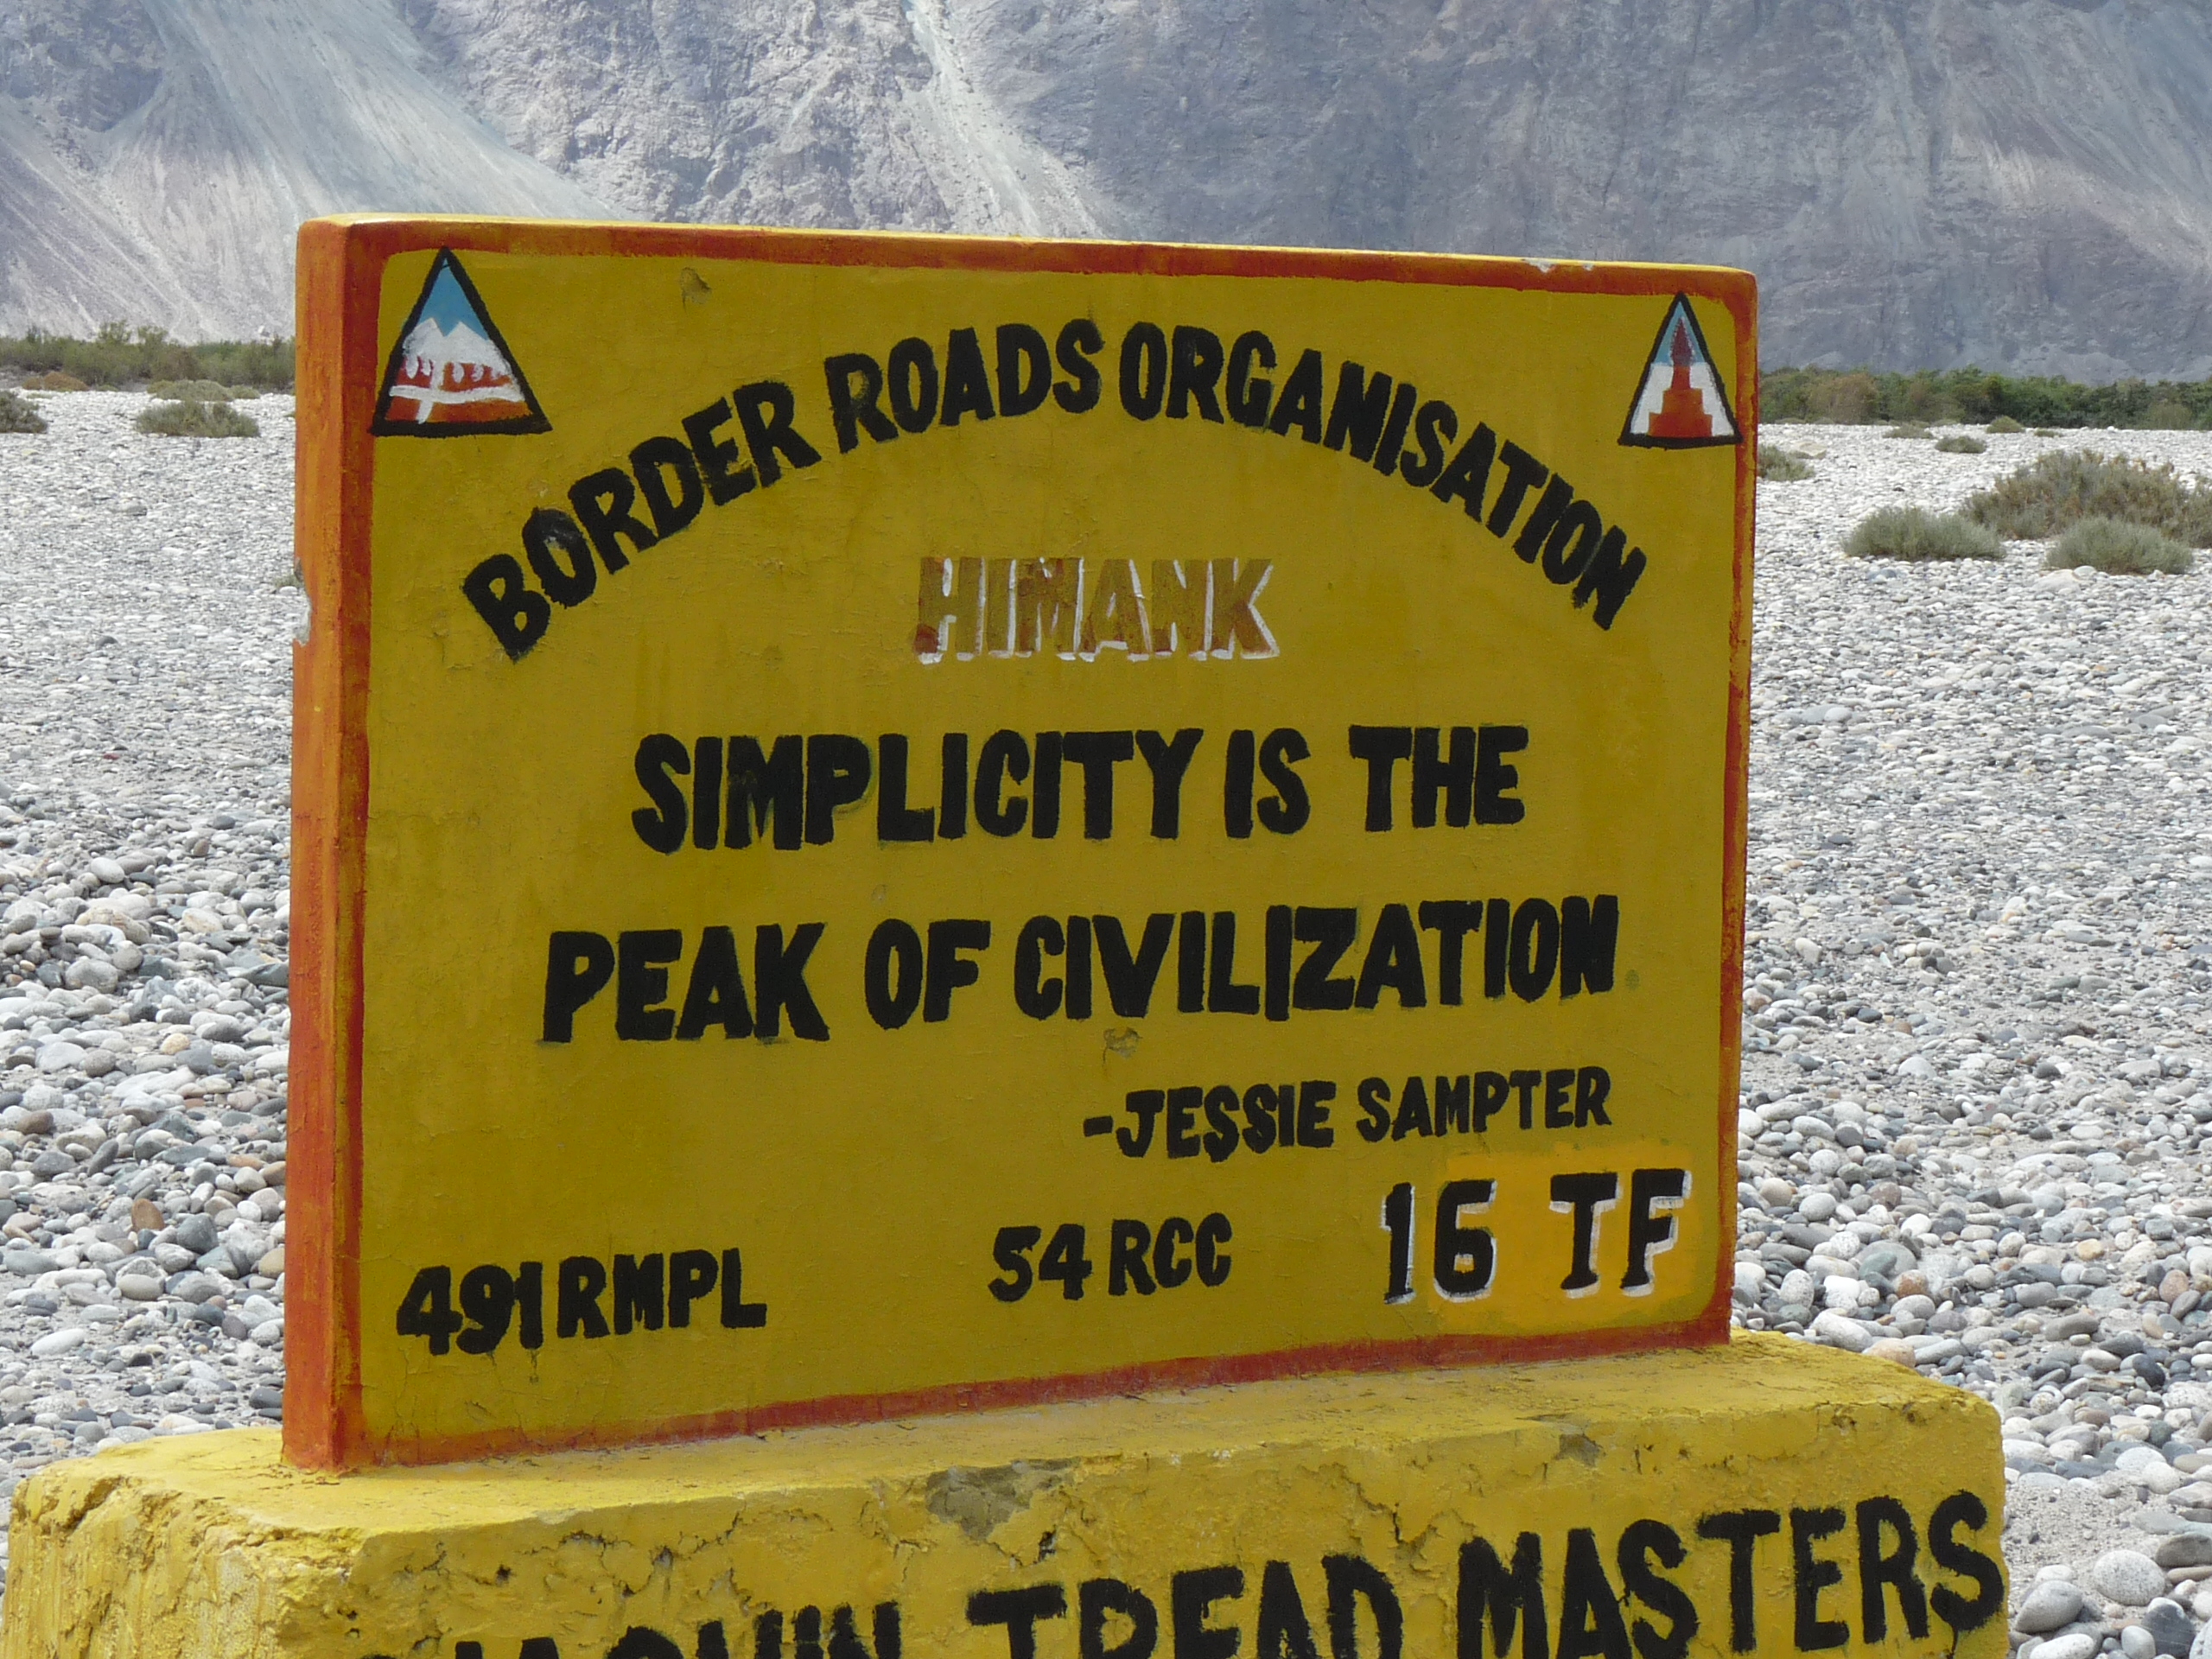 BORDER ROADS ORGANISATION
HIMANK
SIMPLICITY IS THE
PEAK OF CIVILIZATION
-JESSIE SAMPTER
491 RMPL 54 RCC 16 TF
TREAD MASTERS